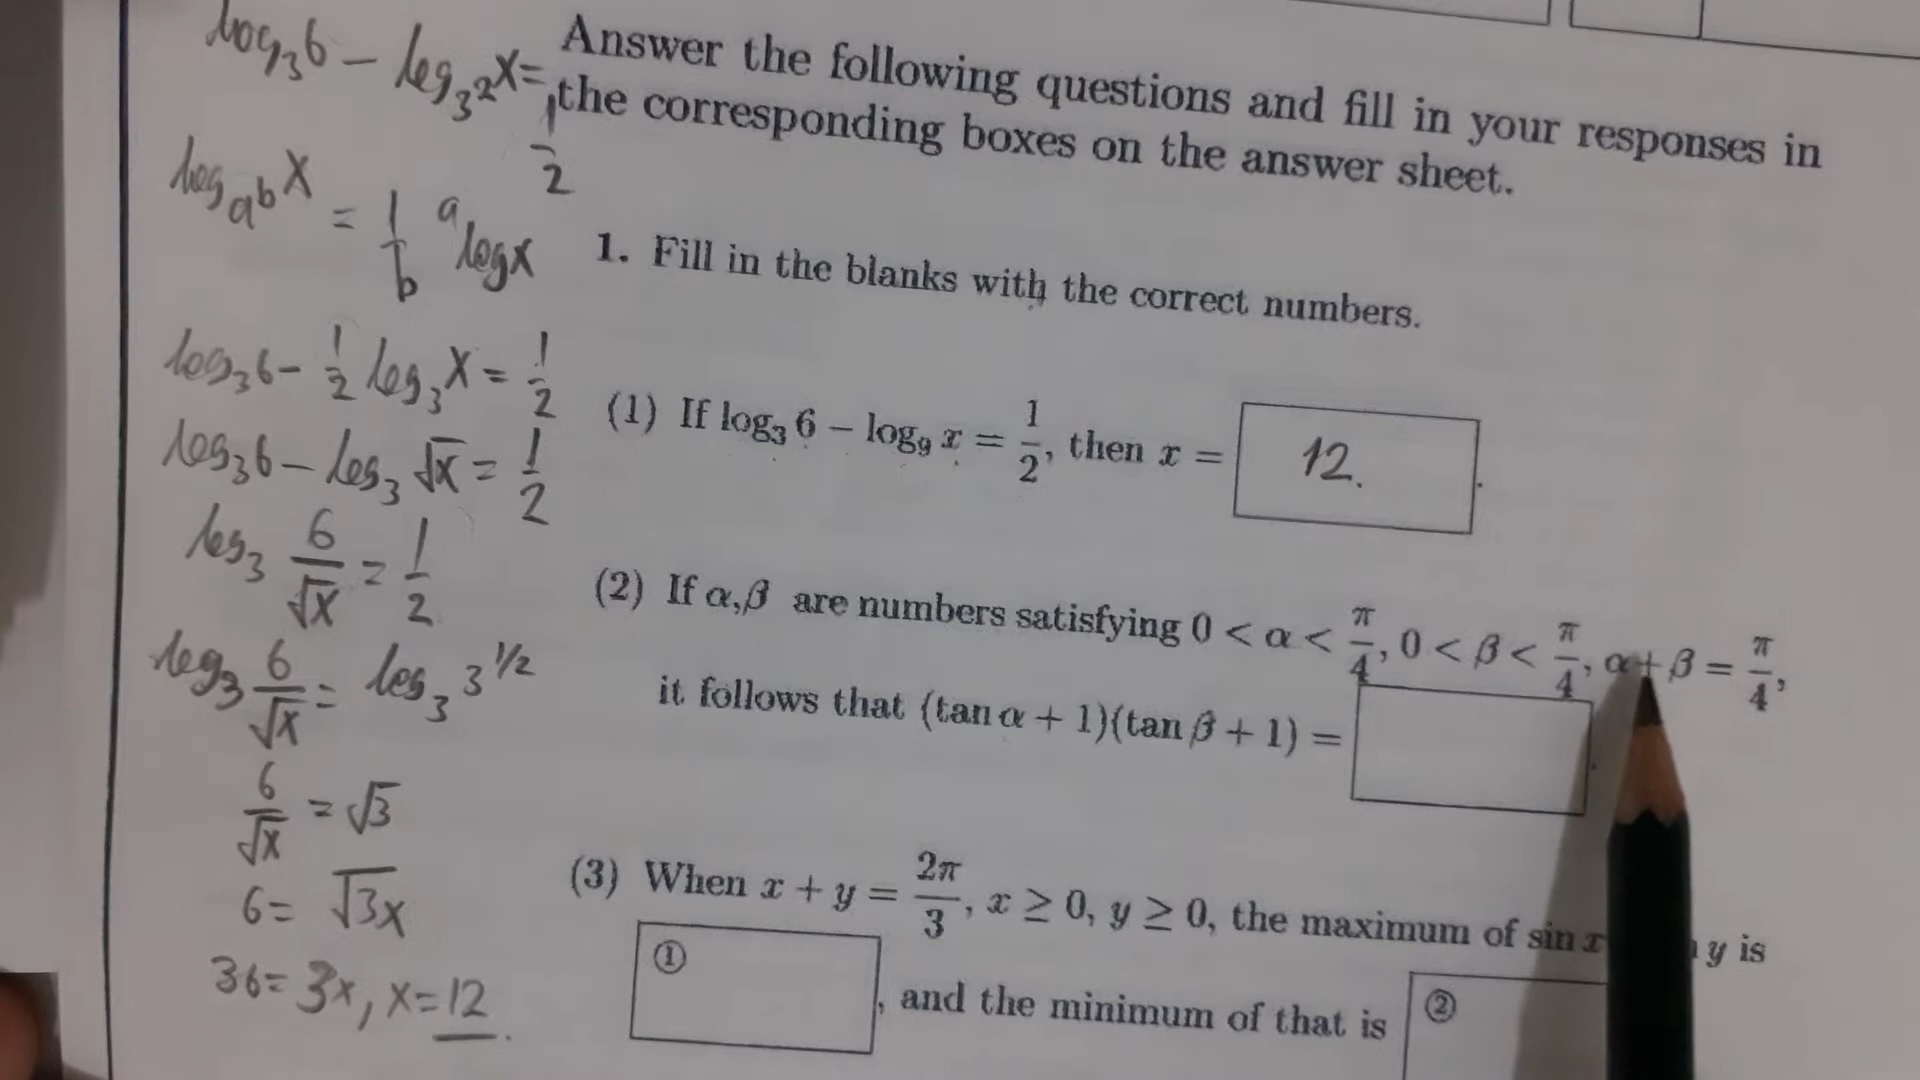 log₃6 − log₃₂x = 1/2
Answer the following questions and fill in your responses in
the corresponding boxes on the answer sheet.
log_{a^b} x = 1/b ᵃlog x
1. Fill in the blanks with the correct numbers.
log₃6 − 1/2 log₃x = 1/2
(1) If log₃ 6 − log₉ x = 1/2, then x = 12.
log₃6 − log₃√x = 1/2
log₃ 6/√x = 1/2
(2) If α,β are numbers satisfying 0 < α < π/4, 0 < β < π/4, α+β = π/4,
it follows that (tan α + 1)(tan β + 1) =
log₃ 6/√x = log₃ 3^{1/2}
6/√x = √3
(3) When x + y = 2π/3, x ≥ 0, y ≥ 0, the maximum of sin x y is
6 = √3x
① , and the minimum of that is ②
36 = 3x, x = 12.